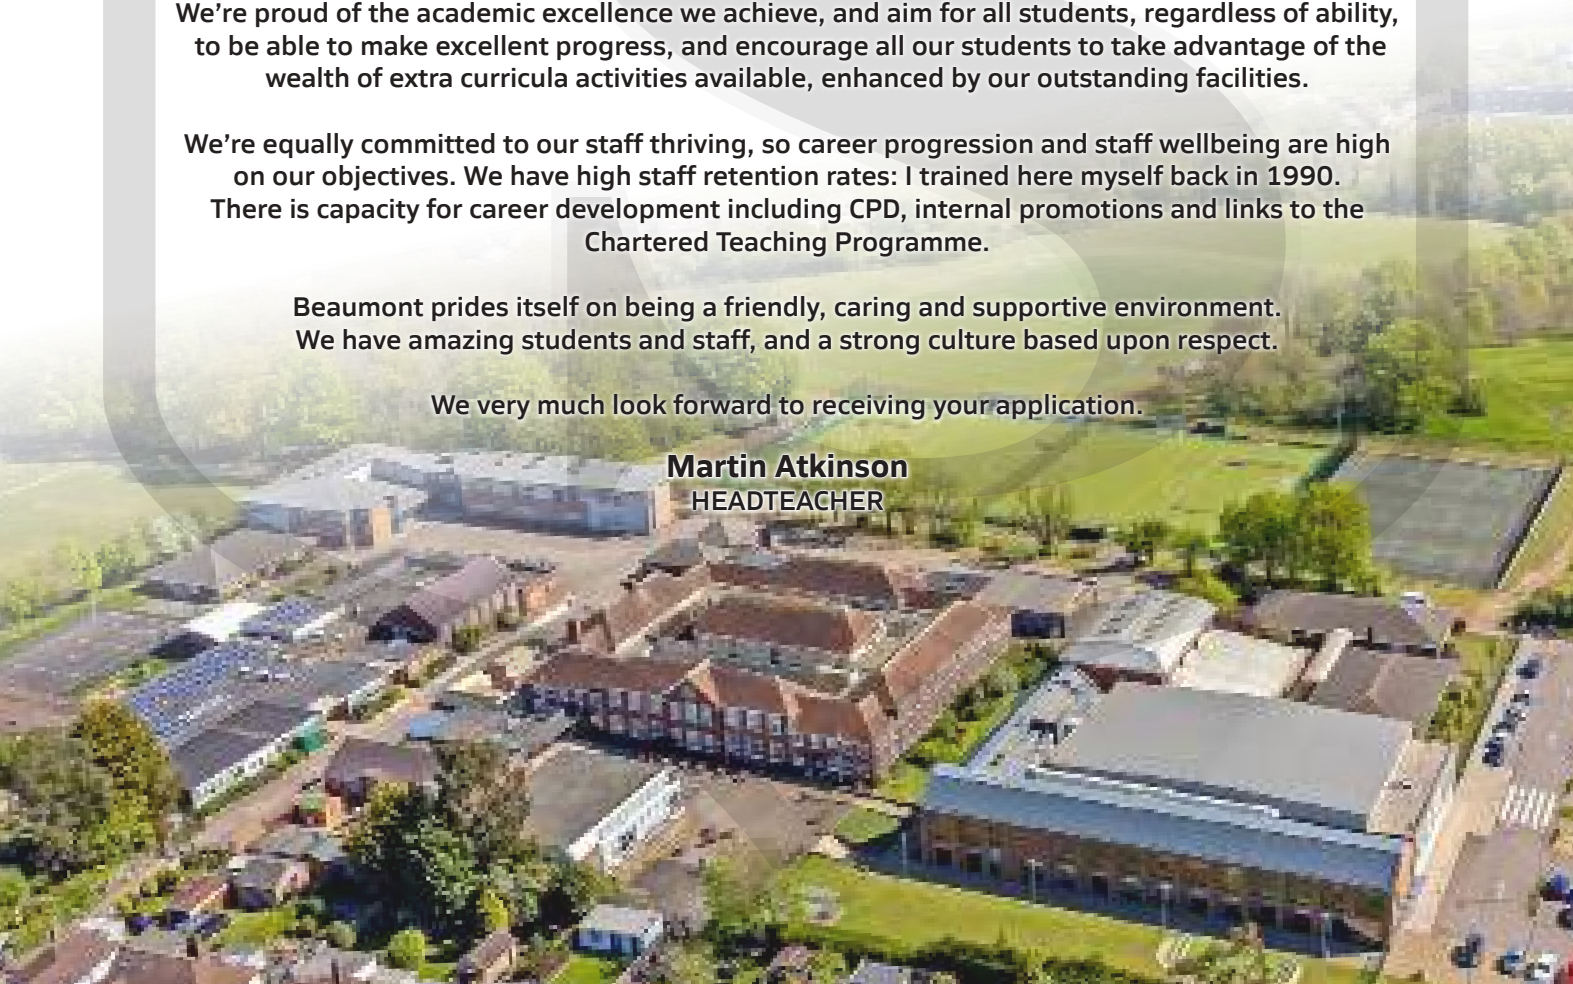 We’re proud of the academic excellence we achieve, and aim for all students, regardless of ability,
to be able to make excellent progress, and encourage all our students to take advantage of the
wealth of extra curricula activities available, enhanced by our outstanding facilities.
We’re equally committed to our staff thriving, so career progression and staff wellbeing are high
on our objectives. We have high staff retention rates: I trained here myself back in 1990.
There is capacity for career development including CPD, internal promotions and links to the
Chartered Teaching Programme.
Beaumont prides itself on being a friendly, caring and supportive environment.
We have amazing students and staff, and a strong culture based upon respect.
We very much look forward to receiving your application.
Martin Atkinson
HEADTEACHER